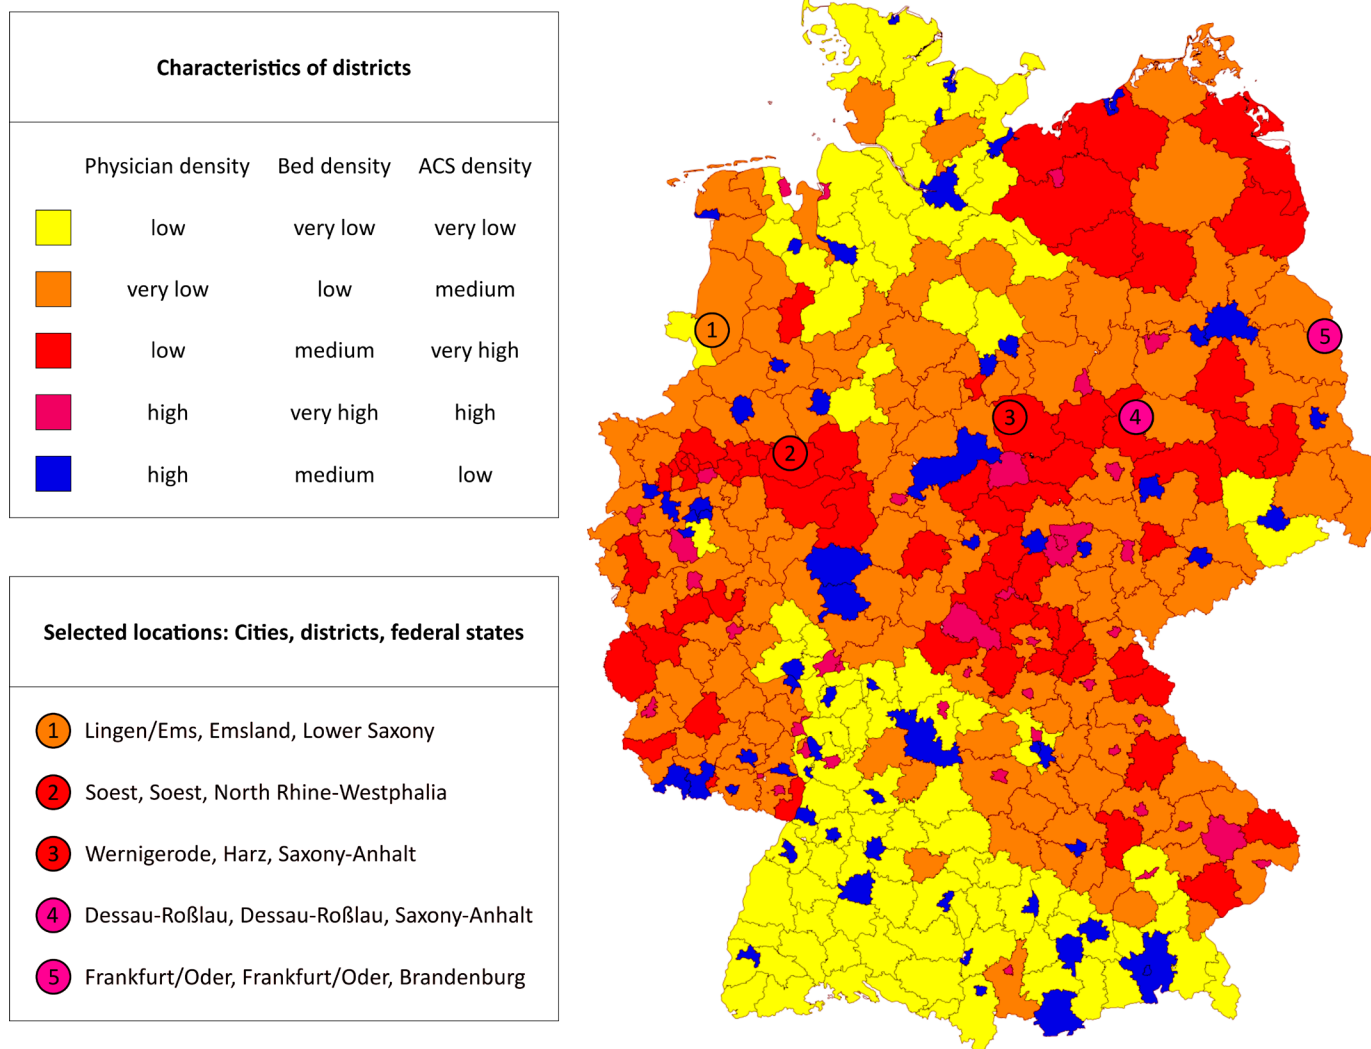 Characteristics of districts
Physician density Bed density ACS density
low very low very low
very low low medium
low medium very high
high very high high
high medium low
Selected locations: Cities, districts, federal states
1 Lingen/Ems, Emsland, Lower Saxony
2 Soest, Soest, North Rhine-Westphalia
3 Wernigerode, Harz, Saxony-Anhalt
4 Dessau-Roßlau, Dessau-Roßlau, Saxony-Anhalt
5 Frankfurt/Oder, Frankfurt/Oder, Brandenburg
1
5
3
4
2